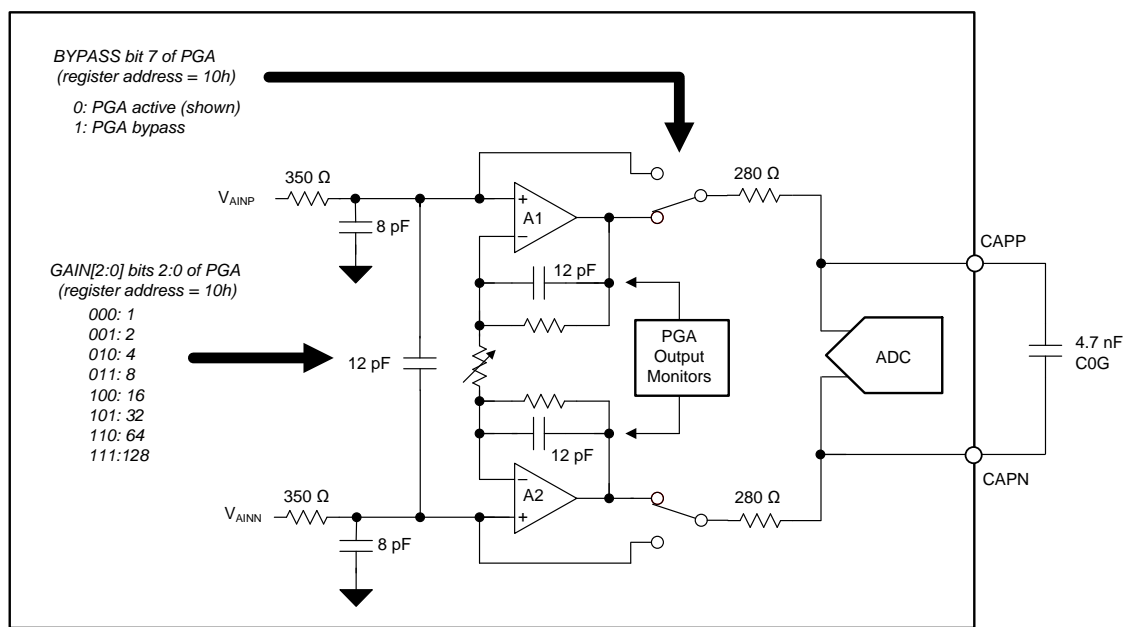 BYPASS bit 7 of PGA
(register address = 10h)
0: PGA active (shown)
1: PGA bypass
350 Ω
V_AINP
8 pF
+
A1
−
280 Ω
CAPP
12 pF
GAIN[2:0] bits 2:0 of PGA
(register address = 10h)
000: 1
001: 2
010: 4
011: 8
100: 16
101: 32
110: 64
111:128
12 pF
PGA
Output
Monitors
ADC
4.7 nF
C0G
12 pF
−
A2
+
350 Ω
V_AINN
8 pF
280 Ω
CAPN